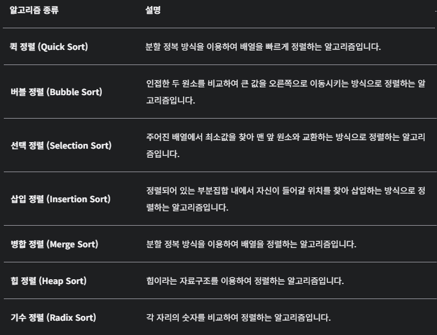 알고리즘 종류 설명
퀵 정렬 (Quick Sort) 분할 정복 방식을 이용하여 배열을 빠르게 정렬하는 알고리즘입니다.
버블 정렬 (Bubble Sort) 인접한 두 원소를 비교하여 큰 값을 오른쪽으로 이동시키는 방식으로 정렬하는 알
고리즘입니다.
선택 정렬 (Selection Sort) 주어진 배열에서 최소값을 찾아 맨 앞 원소와 교환하는 방식으로 정렬하는 알고리
즘입니다.
삽입 정렬 (Insertion Sort) 정렬되어 있는 부분집합 내에서 자신이 들어갈 위치를 찾아 삽입하는 방식으로 정
렬하는 알고리즘입니다.
병합 정렬 (Merge Sort) 분할 정복 방식을 이용하여 배열을 정렬하는 알고리즘입니다.
힙 정렬 (Heap Sort) 힙이라는 자료구조를 이용하여 정렬하는 알고리즘입니다.
기수 정렬 (Radix Sort) 각 자리의 숫자를 비교하여 정렬하는 알고리즘입니다.